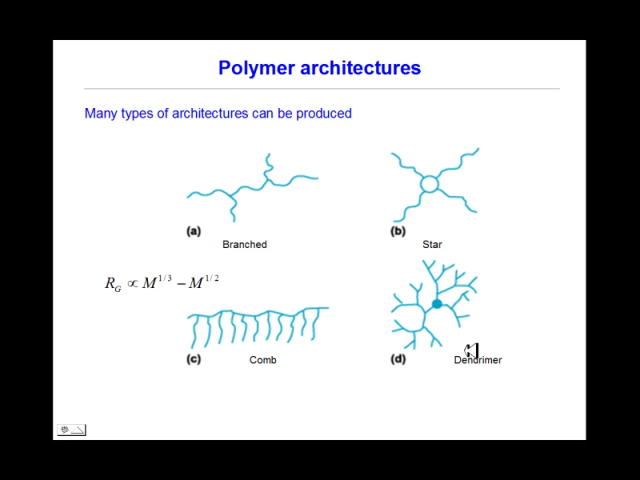 Polymer architectures
Many types of architectures can be produced
(a)
Branched
(b)
Star
R_G ∝ M^{1/3} − M^{1/2}
(c)
Comb
(d)
Dendrimer